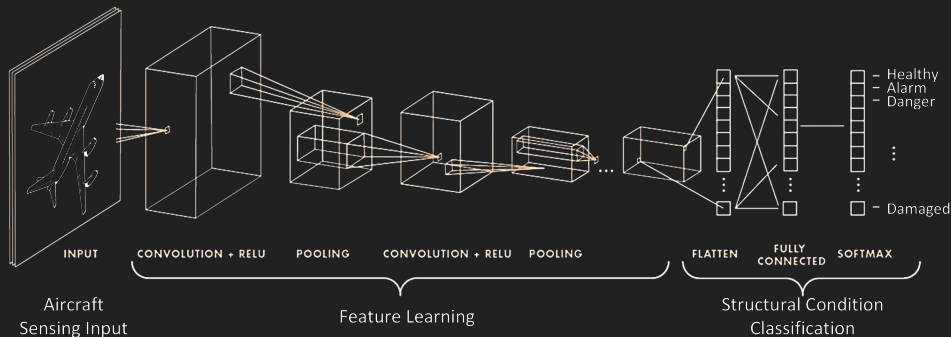 Healthy
Alarm
Danger
Damaged
INPUT
CONVOLUTION + RELU
POOLING
CONVOLUTION + RELU
POOLING
FLATTEN
FULLY
CONNECTED
SOFTMAX
Aircraft
Sensing Input
Feature Learning
Structural Condition
Classification